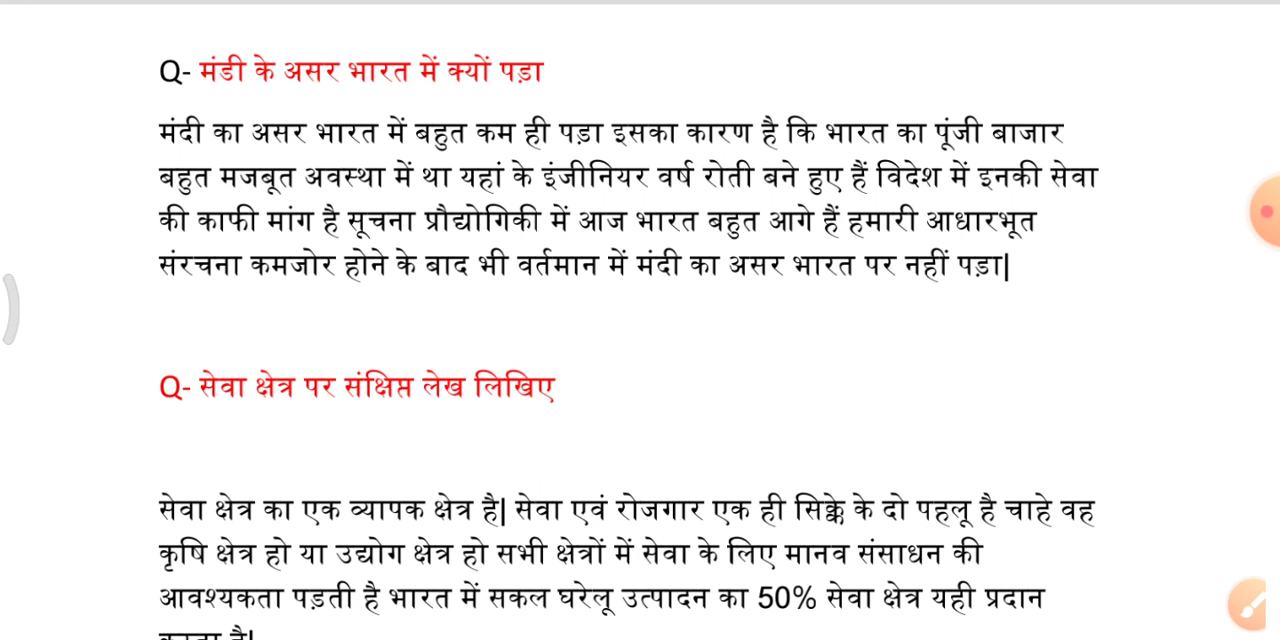 Q- मंडी के असर भारत में क्यों पड़ा
मंदी का असर भारत में बहुत कम ही पड़ा इसका कारण है कि भारत का पूंजी बाजार
बहुत मजबूत अवस्था में था यहां के इंजीनियर वर्ष रोती बने हुए हैं विदेश में इनकी सेवा
की काफी मांग है सूचना प्रौद्योगिकी में आज भारत बहुत आगे हैं हमारी आधारभूत
संरचना कमजोर होने के बाद भी वर्तमान में मंदी का असर भारत पर नहीं पड़ा|
Q- सेवा क्षेत्र पर संक्षिप्त लेख लिखिए
सेवा क्षेत्र का एक व्यापक क्षेत्र है| सेवा एवं रोजगार एक ही सिक्के के दो पहलू है चाहे वह
कृषि क्षेत्र हो या उद्योग क्षेत्र हो सभी क्षेत्रों में सेवा के लिए मानव संसाधन की
आवश्यकता पड़ती है भारत में सकल घरेलू उत्पादन का 50% सेवा क्षेत्र यही प्रदान